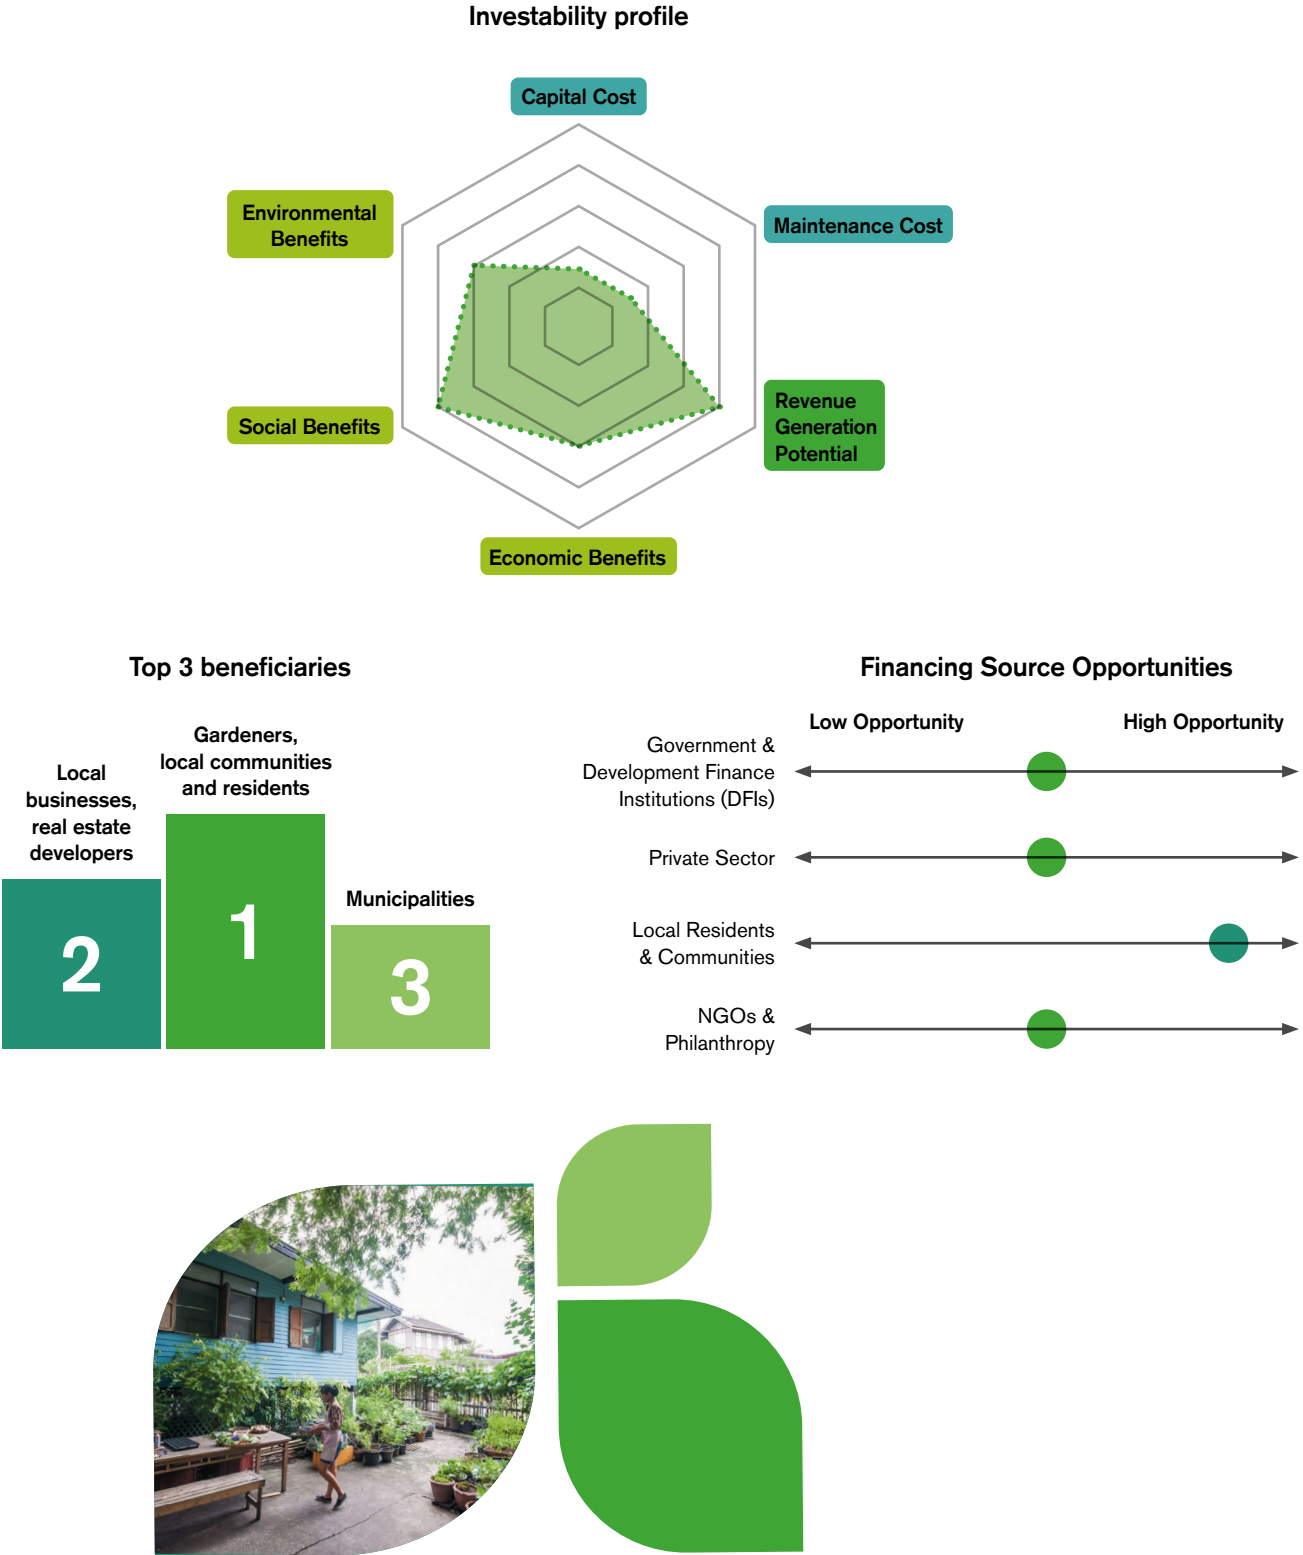 Investability profile
Capital Cost
Environmental
Benefits
Maintenance Cost
Revenue
Generation
Potential
Social Benefits
Economic Benefits
Top 3 beneficiaries
Local
businesses,
real estate
developers
2
Gardeners,
local communities
and residents
1
Municipalities
3
Financing Source Opportunities
Low Opportunity
High Opportunity
Government &
Development Finance
Institutions (DFIs)
Private Sector
Local Residents
& Communities
NGOs &
Philanthropy